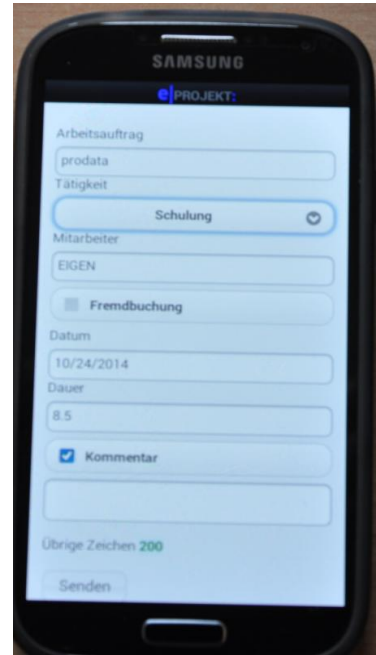 SAMSUNG
e|PROJEKT:
Arbeitsauftrag
prodata
Tätigkeit
Schulung
Mitarbeiter
EIGEN
Fremdbuchung
Datum
10/24/2014
Dauer
8.5
Kommentar
Übrige Zeichen 200
Senden